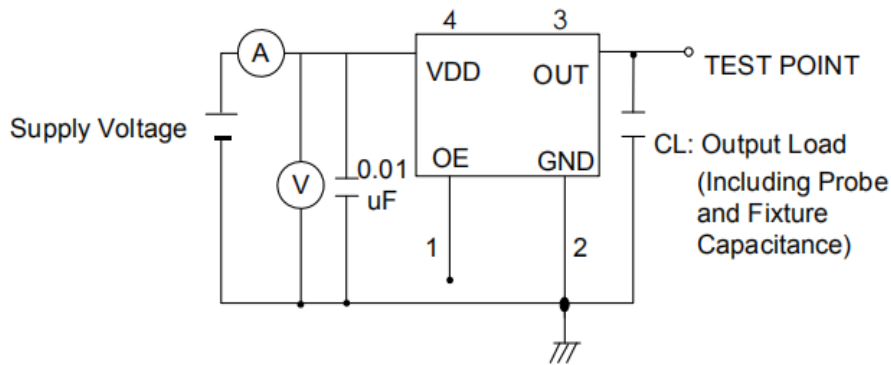 4
3
A
VDD
OUT
TEST POINT
Supply Voltage
OE
GND
CL: Output Load
(Including Probe
and Fixture
Capacitance)
V
0.01
uF
1
2